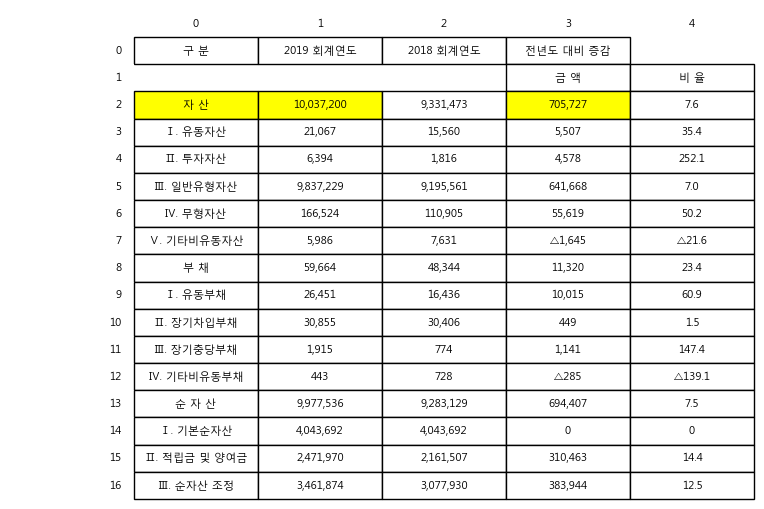 0 1 2 3 4
0 구 분 2019 회계연도 2018 회계연도 전년도 대비 증감
1 금 액 비 율
2 자 산 10,037,200 9,331,473 705,727 7.6
3 Ⅰ. 유동자산 21,067 15,560 5,507 35.4
4 Ⅱ. 투자자산 6,394 1,816 4,578 252.1
5 Ⅲ. 일반유형자산 9,837,229 9,195,561 641,668 7.0
6 Ⅳ. 무형자산 166,524 110,905 55,619 50.2
7 Ⅴ. 기타비유동자산 5,986 7,631 △1,645 △21.6
8 부 채 59,664 48,344 11,320 23.4
9 Ⅰ. 유동부채 26,451 16,436 10,015 60.9
10 Ⅱ. 장기차입부채 30,855 30,406 449 1.5
11 Ⅲ. 장기충당부채 1,915 774 1,141 147.4
12 Ⅳ. 기타비유동부채 443 728 △285 △139.1
13 순 자 산 9,977,536 9,283,129 694,407 7.5
14 Ⅰ. 기본순자산 4,043,692 4,043,692 0 0
15 Ⅱ. 적립금 및 양여금 2,471,970 2,161,507 310,463 14.4
16 Ⅲ. 순자산 조정 3,461,874 3,077,930 383,944 12.5